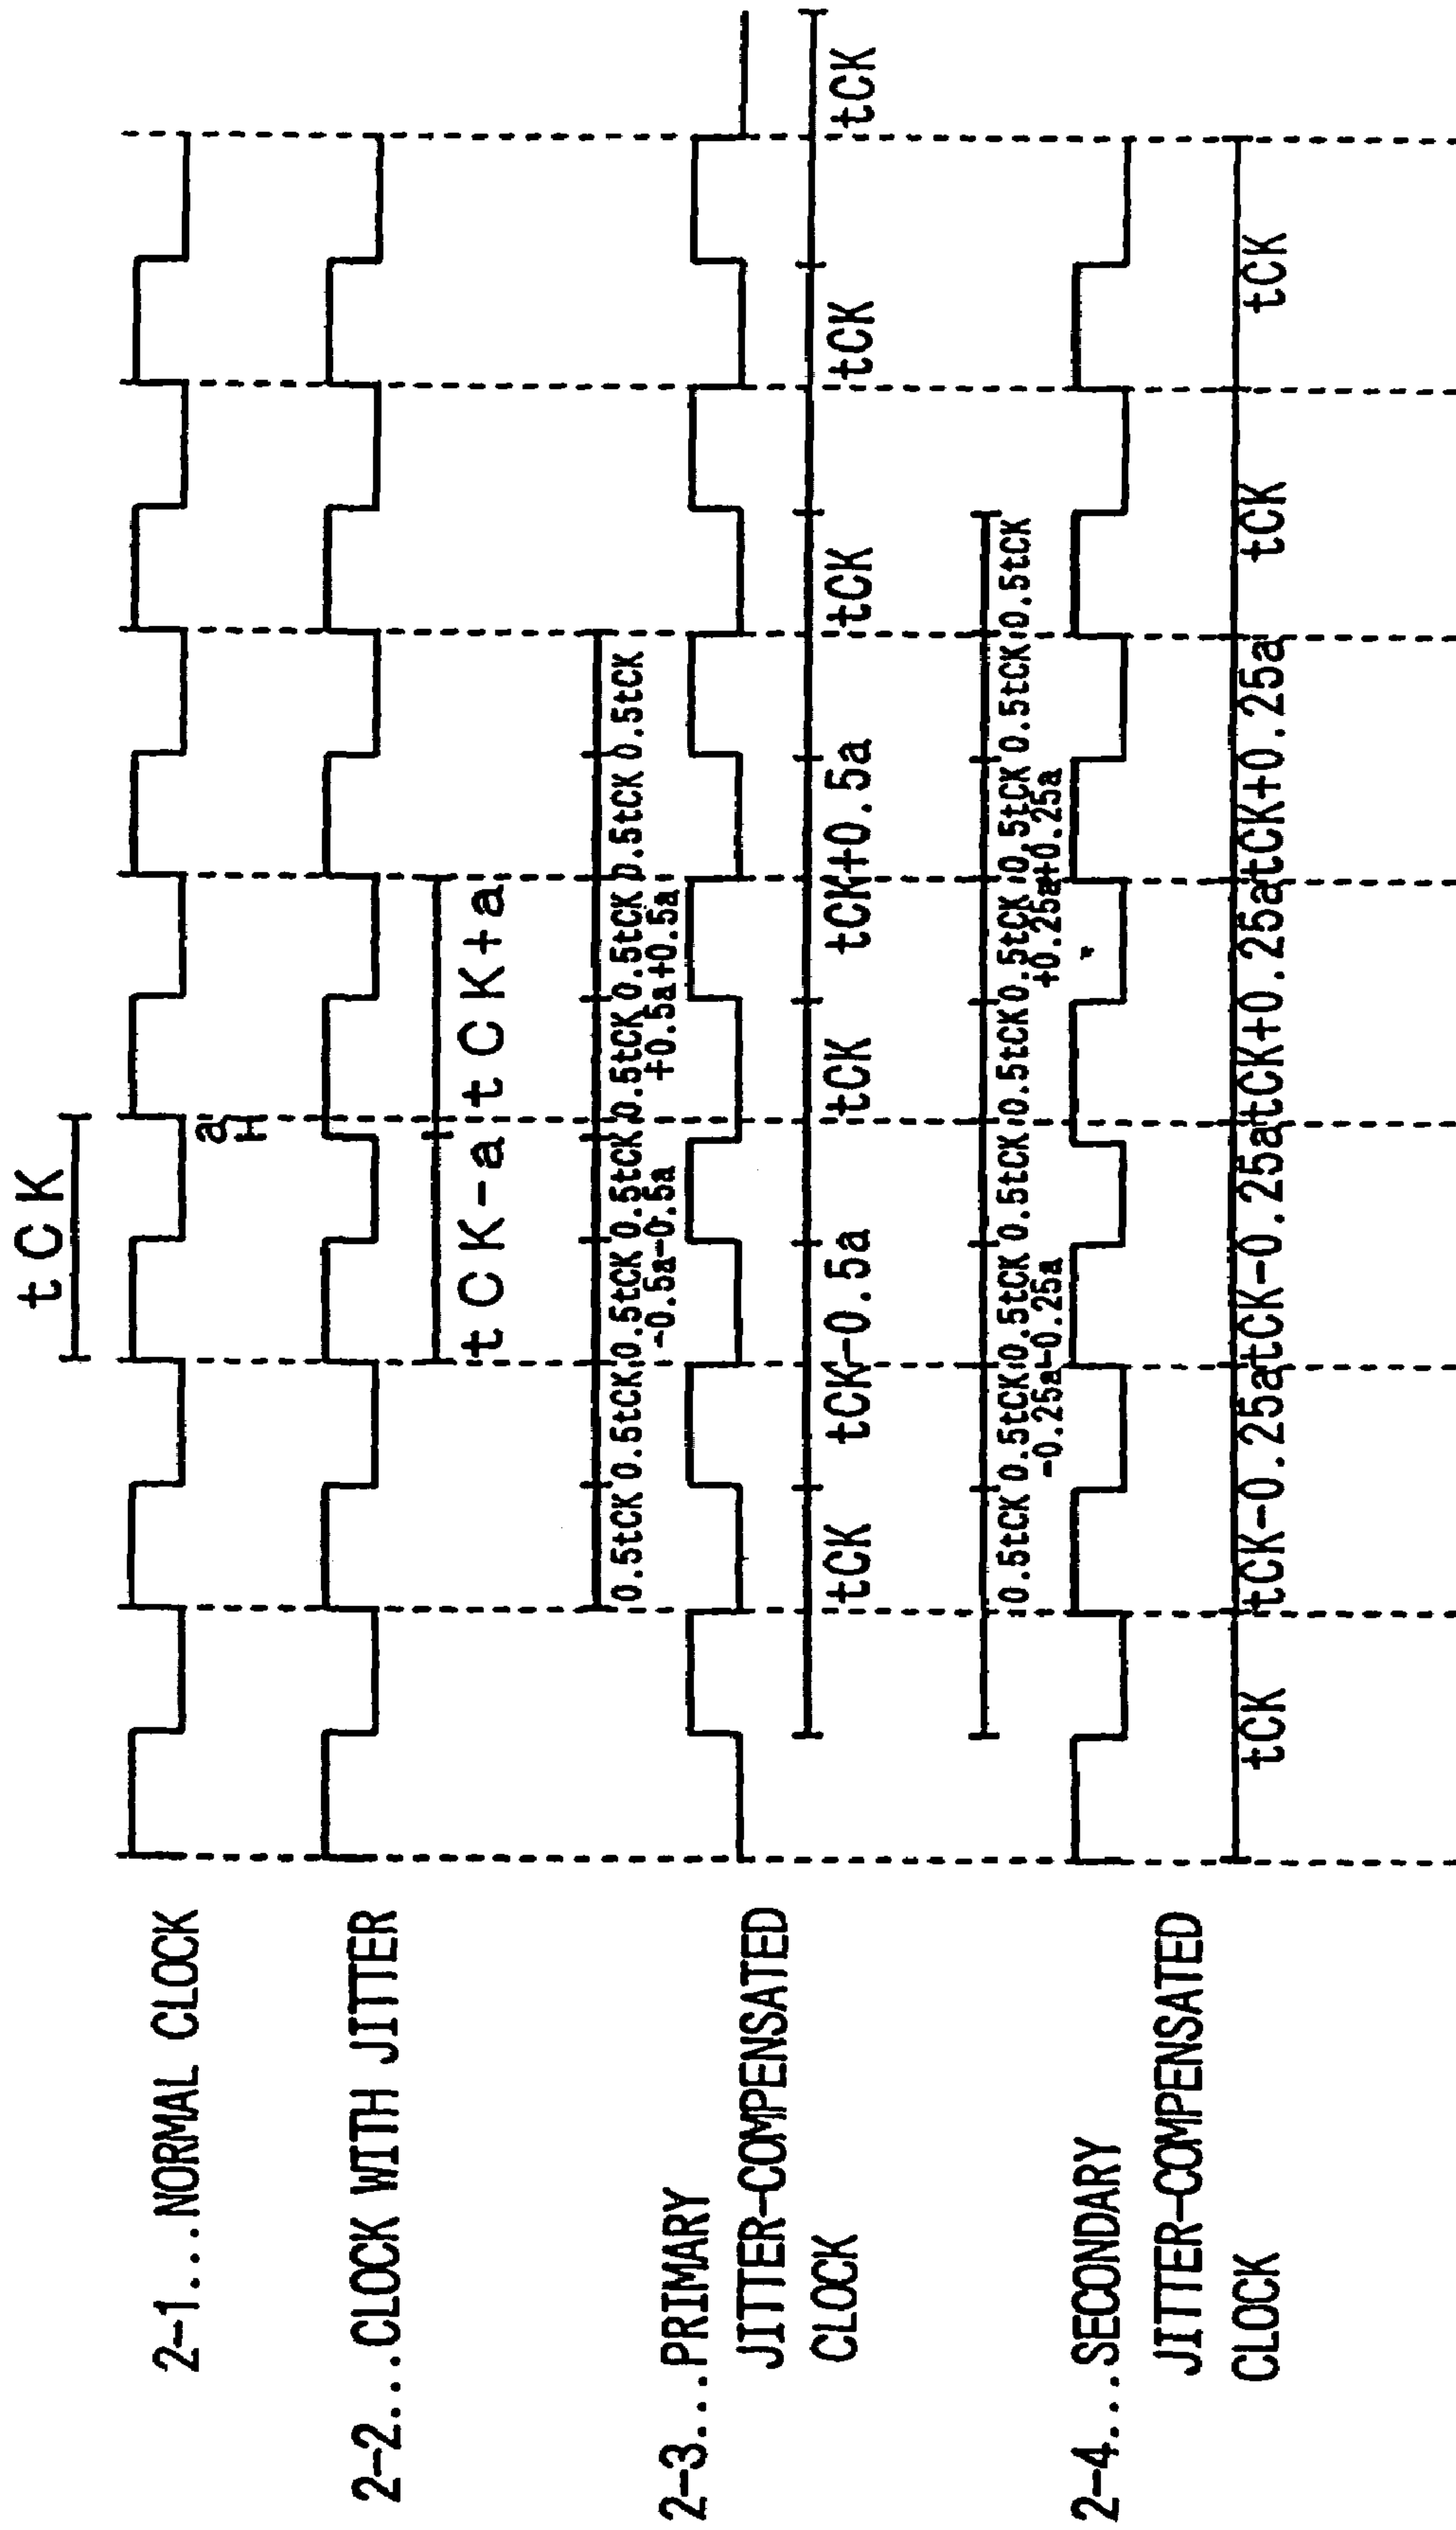 tCK
2-1...NORMAL CLOCK
a
2-2...CLOCK WITH JITTER
tCK-a tCK+a
0.5tCK 0.5tCK 0.5tCK 0.5tCK 0.5tCK 0.5tCK 0.5tCK 0.5tCK
-0.5a-0.5a +0.5a+0.5a
2-3...PRIMARY
JITTER-COMPENSATED
CLOCK
tCK tCK-0.5a tCK tCK+0.5a tCK tCK tCK
0.5tCK 0.5tCK 0.5tCK 0.5tCK 0.5tCK 0.5tCK 0.5tCK 0.5tCK 0.5tCK
-0.25a-0.25a +0.25a+0.25a
2-4...SECONDARY
JITTER-COMPENSATED
CLOCK
tCK tCK-0.25a tCK-0.25a tCK+0.25a tCK+0.25a tCK tCK